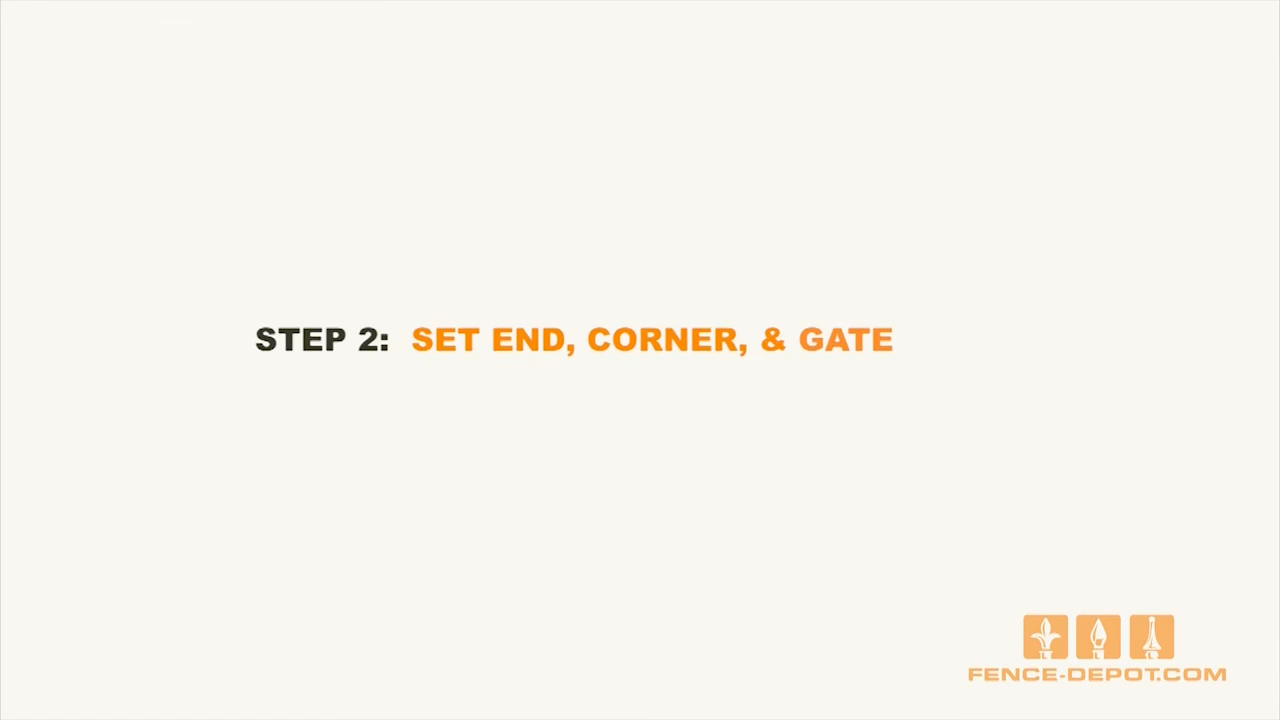 STEP 2: SET END, CORNER, & GATE
FENCE-DEPOT.COM